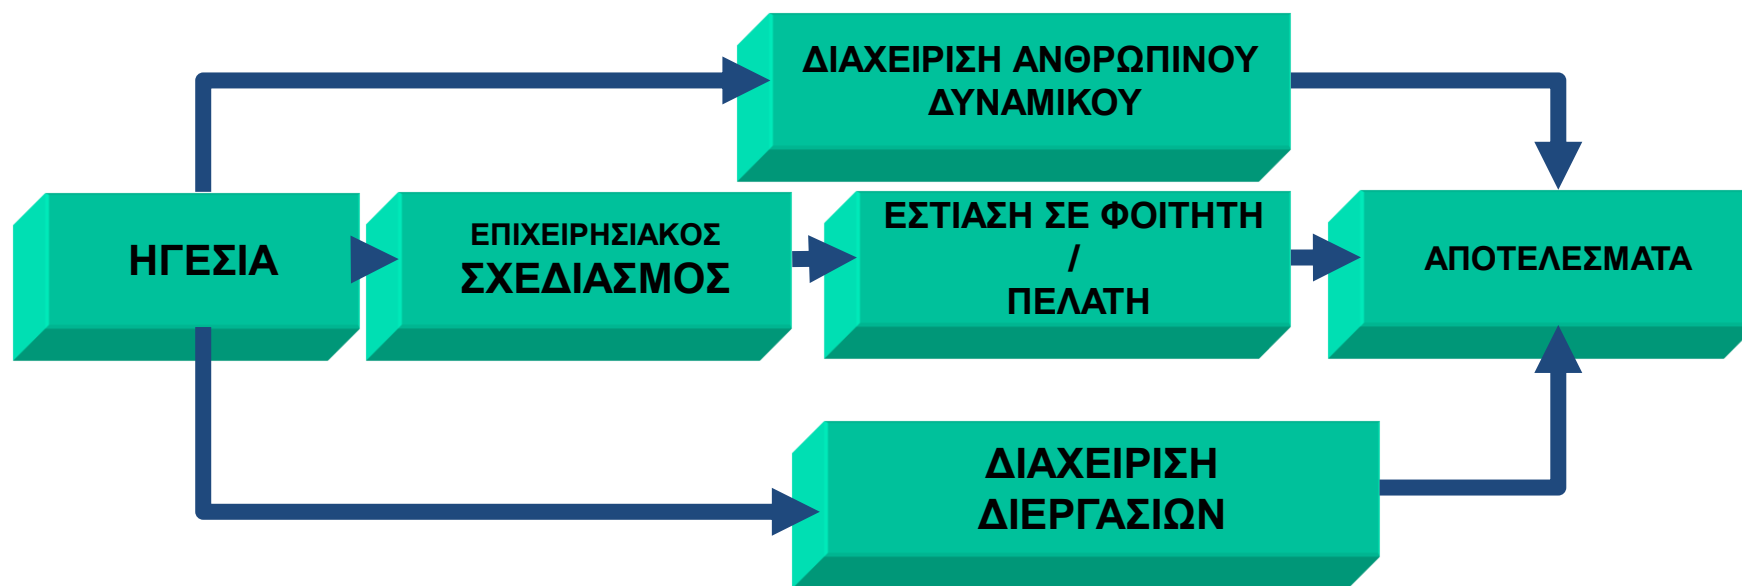 ΔΙΑΧΕΙΡΙΣΗ ΑΝΘΡΩΠΙΝΟΥ
ΔΥΝΑΜΙΚΟΥ
ΗΓΕΣΙΑ
ΕΠΙΧΕΙΡΗΣΙΑΚΟΣ
ΣΧΕΔΙΑΣΜΟΣ
ΕΣΤΙΑΣΗ ΣΕ ΦΟΙΤΗΤΗ
/
ΠΕΛΑΤΗ
ΑΠΟΤΕΛΕΣΜΑΤΑ
ΔΙΑΧΕΙΡΙΣΗ
ΔΙΕΡΓΑΣΙΩΝ